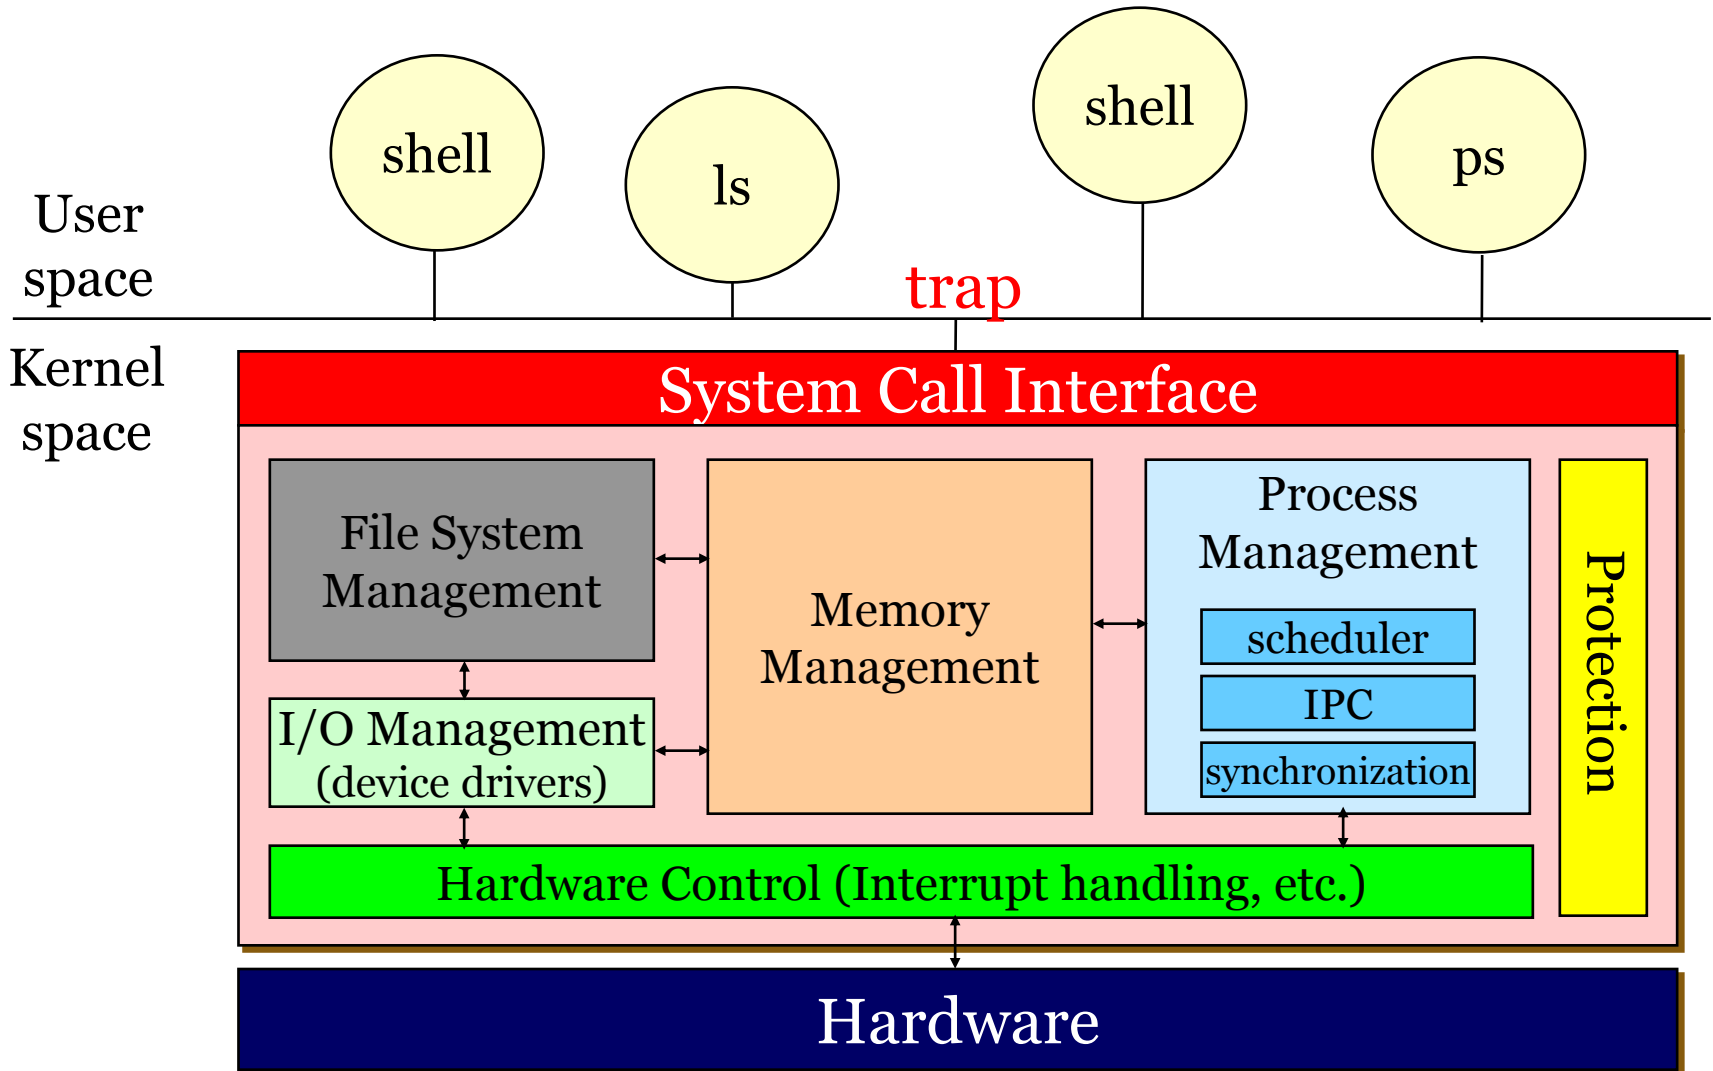 shell
ls
shell
ps
User
space
trap
Kernel
space
System Call Interface
File System
Management
Memory
Management
Process
Management
scheduler
IPC
synchronization
Protection
I/O Management
(device drivers)
Hardware Control (Interrupt handling, etc.)
Hardware